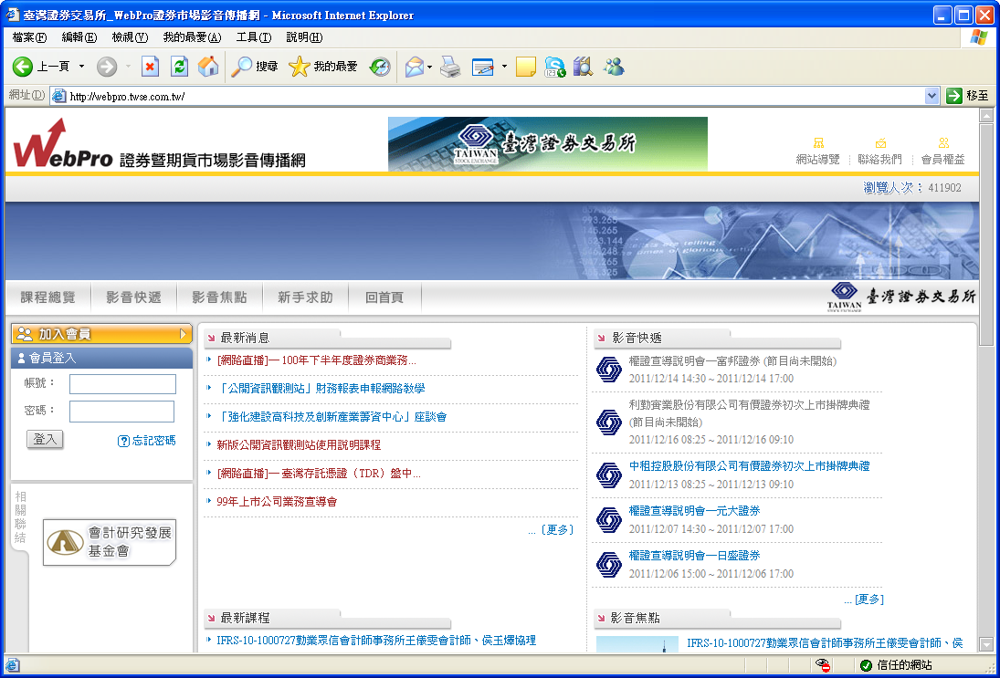 臺灣證券交易所_WebPro證券市場影音傳播網 - Microsoft Internet Explorer
檔案(F) 編輯(E) 檢視(V) 我的最愛(A) 工具(T) 說明(H)
上一頁 搜尋 我的最愛
網址(D) http://webpro.twse.com.tw/ 移至
WebPro 證券暨期貨市場影音傳播網
TAIWAN STOCK EXCHANGE 臺灣證券交易所
網站導覽 聯絡我們 會員權益
瀏覽人次： 411902
課程總覽 影音快遞 影音焦點 新手求助 回首頁
TAIWAN STOCK EXCHANGE 臺灣證券交易所
加入會員
會員登入
帳號：
密碼：
登入 忘記密碼
相關聯結
會計研究發展
基金會
最新消息
[網路直播]—100年下半年度證券商業務...
「公開資訊觀測站」財務報表申報網路教學
「強化建設高科技及創新產業籌資中心」座談會
新版公開資訊觀測站使用說明課程
[網路直播]—臺灣存託憑證（TDR）盤中...
99年上市公司業務宣導會
...〔更多〕
最新課程
IFRS-10-1000727勤業眾信會計師事務所王儀雯會計師、侯玉燁協理
影音快遞
權證宣導說明會—富邦證券 (節目尚未開始)
2011/12/14 14:30 ~ 2011/12/14 17:00
利勤實業股份有限公司有價證券初次上市掛牌典禮
(節目尚未開始)
2011/12/16 08:25 ~ 2011/12/16 09:10
中租控股股份有限公司有價證券初次上市掛牌典禮
2011/12/13 08:25 ~ 2011/12/13 09:10
權證宣導說明會—元大證券
2011/12/07 14:30 ~ 2011/12/07 17:00
權證宣導說明會—日盛證券
2011/12/06 15:00 ~ 2011/12/06 17:00
... [更多]
影音焦點
IFRS-10-1000727勤業眾信會計師事務所王儀雯會計師、侯
信任的網站